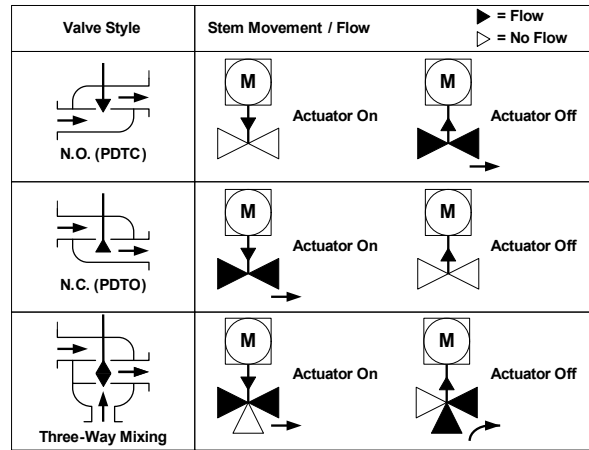 Valve Style
Stem Movement / Flow
= Flow
= No Flow
N.O. (PDTC)
M
Actuator On
M
Actuator Off
N.C. (PDTO)
M
Actuator On
M
Actuator Off
Three-Way Mixing
M
Actuator On
M
Actuator Off